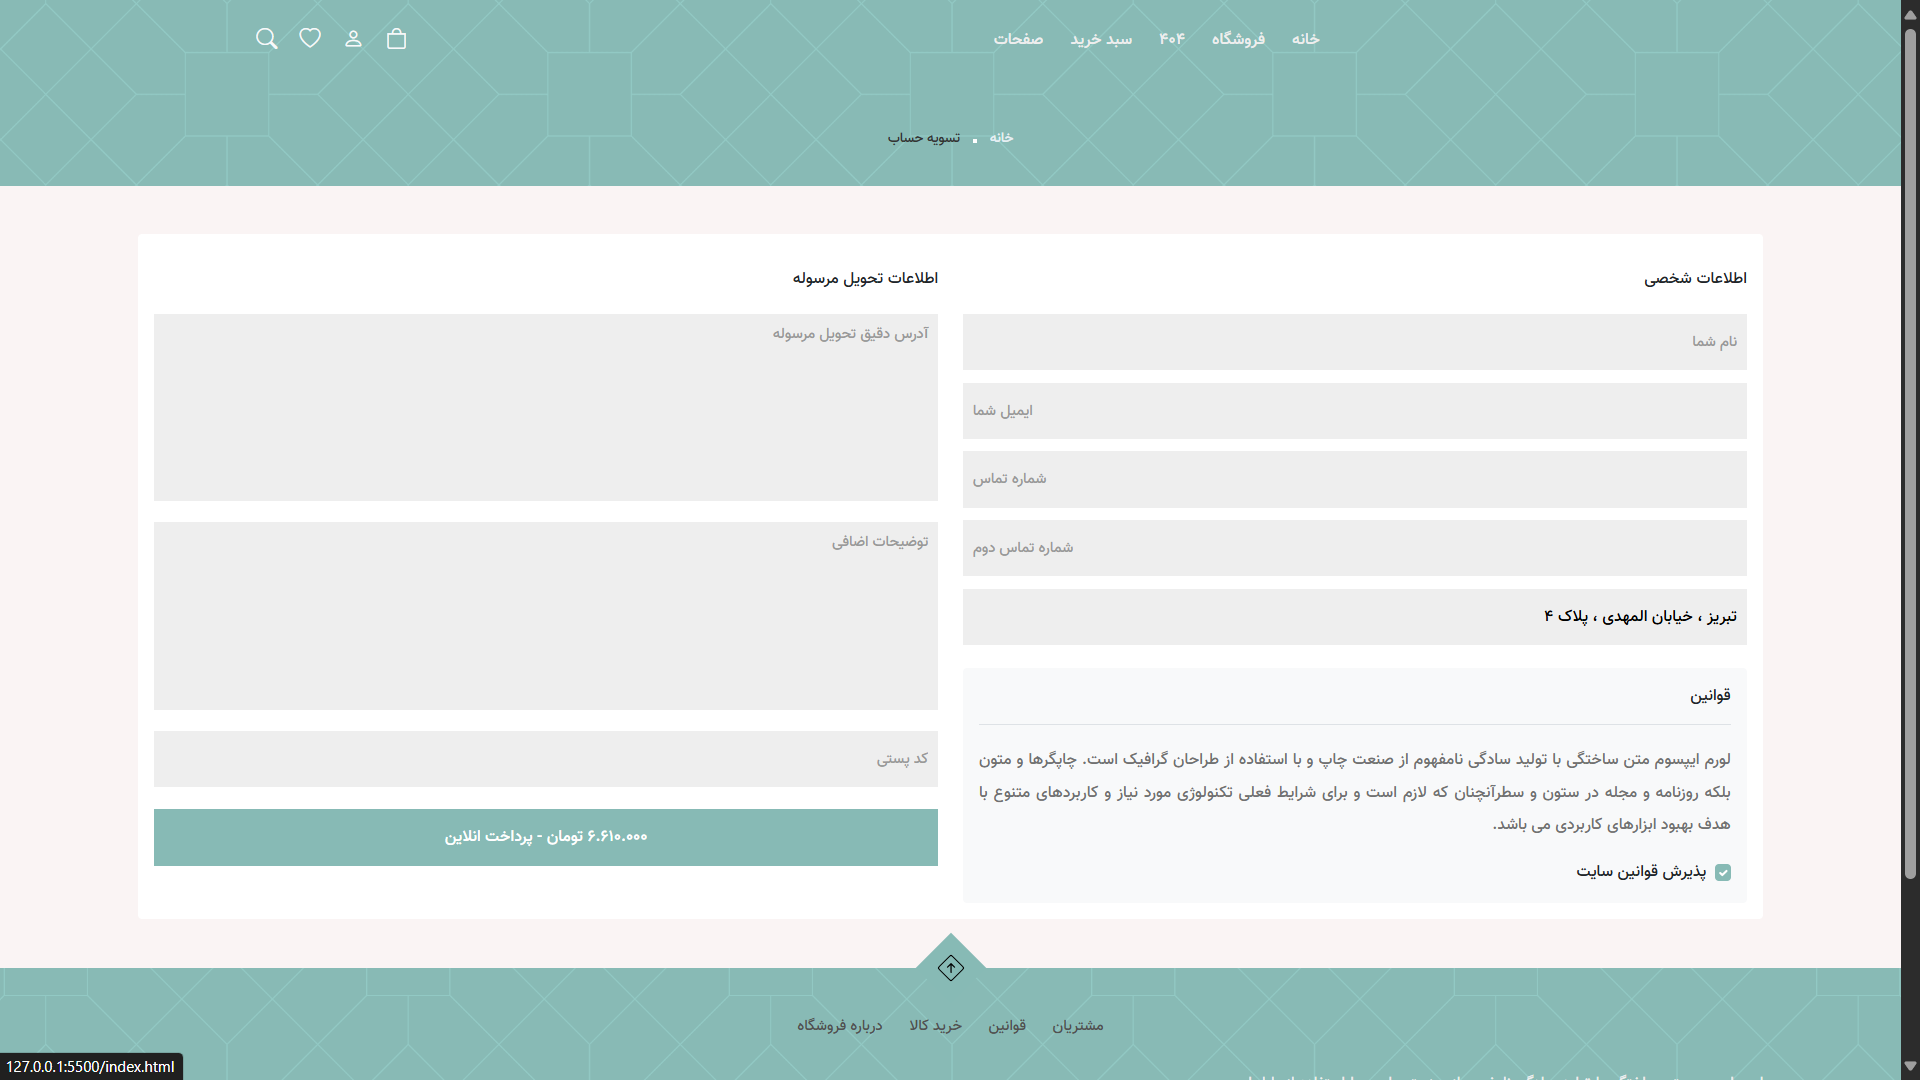 خانه
فروشگاه
۴۰۴
سبد خرید
صفحات
خانه
تسویه حساب
اطلاعات شخصی
نام شما
ایمیل شما
شماره تماس
شماره تماس دوم
تبریز ، خیابان المهدی ، پلاک ۴
قوانین
لورم ایپسوم متن ساختگی با تولید سادگی نامفهوم از صنعت چاپ و با استفاده از طراحان گرافیک است. چاپگرها و متون
بلکه روزنامه و مجله در ستون و سطرآنچنان که لازم است و برای شرایط فعلی تکنولوژی مورد نیاز و کاربردهای متنوع با
هدف بهبود ابزارهای کاربردی می باشد.
پذیرش قوانین سایت
اطلاعات تحویل مرسوله
آدرس دقیق تحویل مرسوله
توضیحات اضافی
کد پستی
۶.۶۱۰.۰۰۰ تومان - پرداخت انلاین
مشتریان
قوانین
خرید کالا
درباره فروشگاه
127.0.0.1:5500/index.html